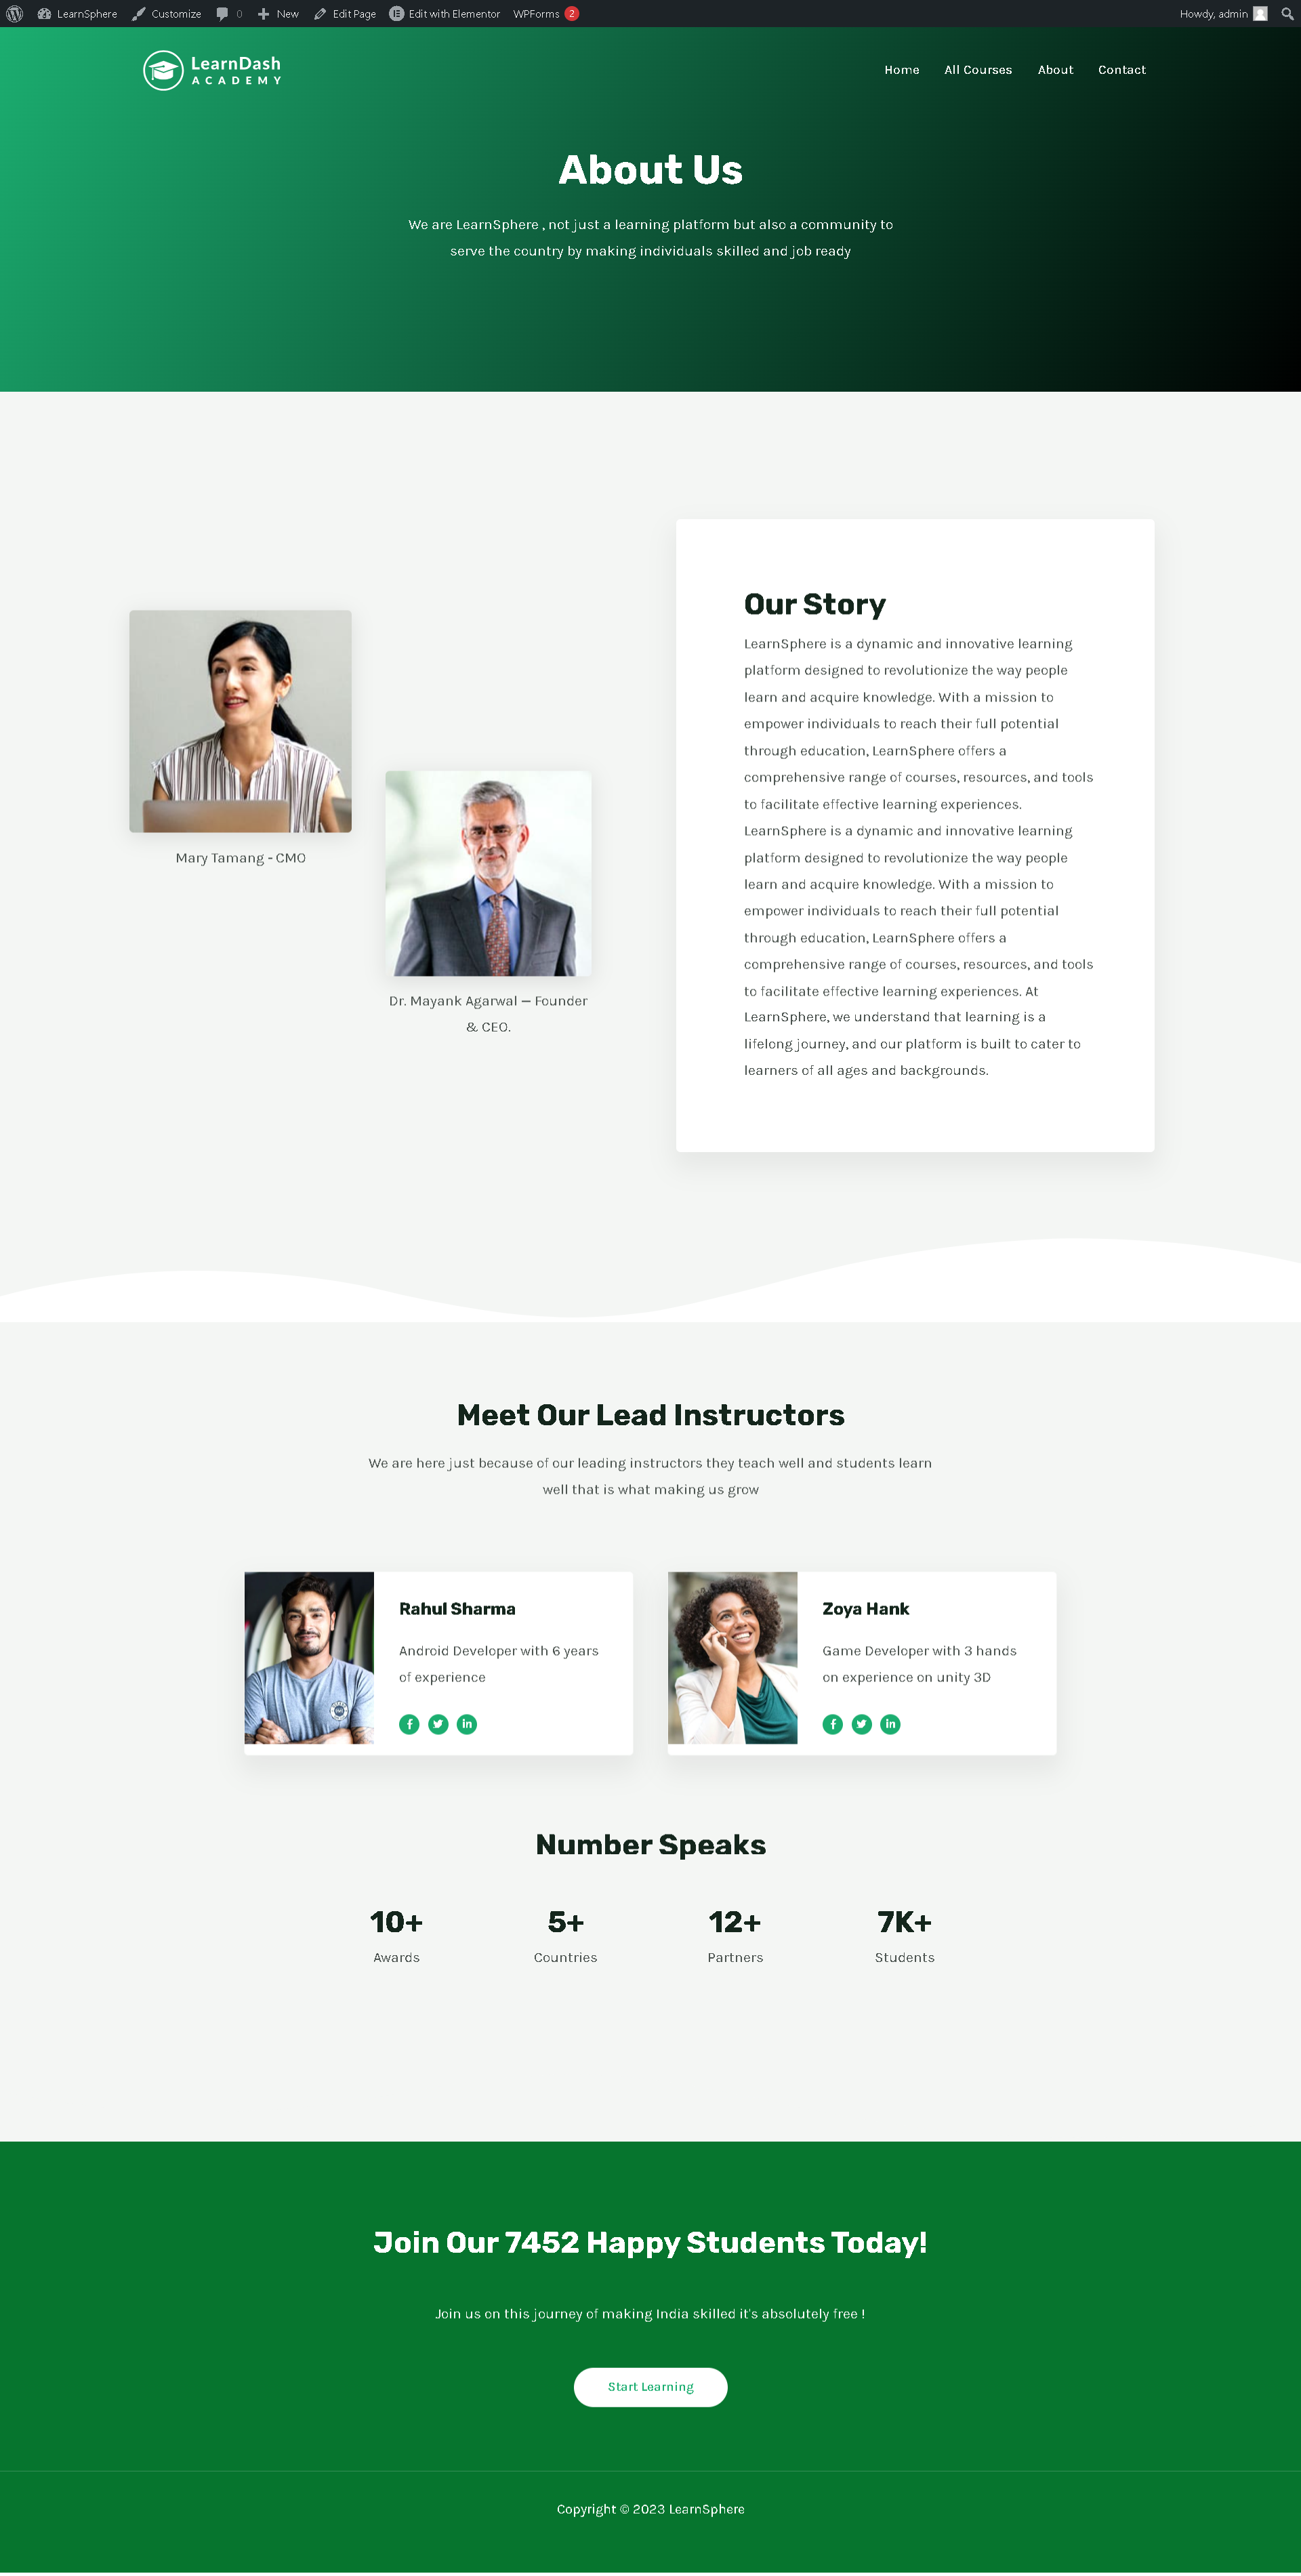 LearnSphere
Customize
0
New
Edit Page
Edit with Elementor
WPForms 2
Howdy, admin
LearnDash
ACADEMY
Home
All Courses
About
Contact
About Us
We are LearnSphere , not just a learning platform but also a community to
serve the country by making individuals skilled and job ready
Mary Tamang - CMO
Dr. Mayank Agarwal — Founder
& CEO.
Our Story
LearnSphere is a dynamic and innovative learning
platform designed to revolutionize the way people
learn and acquire knowledge. With a mission to
empower individuals to reach their full potential
through education, LearnSphere offers a
comprehensive range of courses, resources, and tools
to facilitate effective learning experiences.
LearnSphere is a dynamic and innovative learning
platform designed to revolutionize the way people
learn and acquire knowledge. With a mission to
empower individuals to reach their full potential
through education, LearnSphere offers a
comprehensive range of courses, resources, and tools
to facilitate effective learning experiences. At
LearnSphere, we understand that learning is a
lifelong journey, and our platform is built to cater to
learners of all ages and backgrounds.
Meet Our Lead Instructors
We are here just because of our leading instructors they teach well and students learn
well that is what making us grow
Rahul Sharma
Android Developer with 6 years
of experience
Zoya Hank
Game Developer with 3 hands
on experience on unity 3D
Number Speaks
10+
Awards
5+
Countries
12+
Partners
7K+
Students
Join Our 7452 Happy Students Today!
Join us on this journey of making India skilled it's absolutely free !
Start Learning
Copyright © 2023 LearnSphere